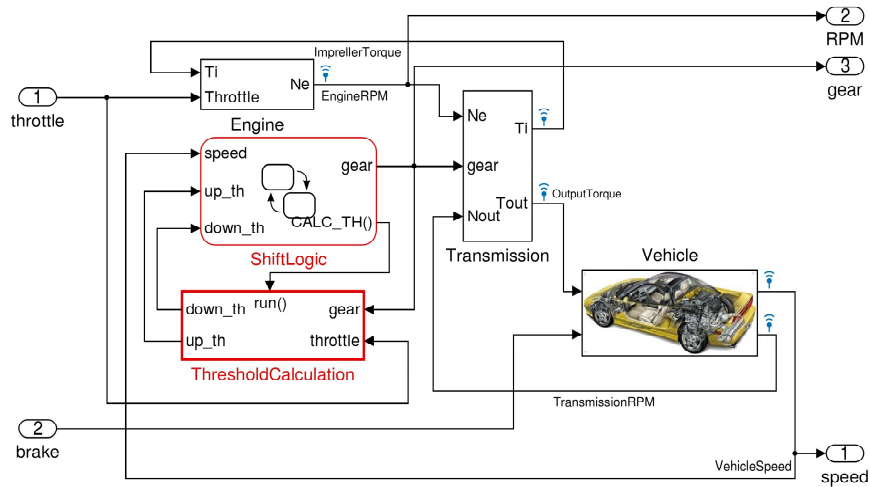 2
RPM
ImprellerTorque
3
gear
Ti
Ne
Throttle
EngineRPM
Engine
1
throttle
Ne
Ti
gear
OutputTorque
Tout
Nout
Transmission
speed
gear
up_th
CALC_TH()
down_th
ShiftLogic
Vehicle
down_th
run()
gear
up_th
throttle
ThresholdCalculation
TransmissionRPM
2
brake
VehicleSpeed
1
speed